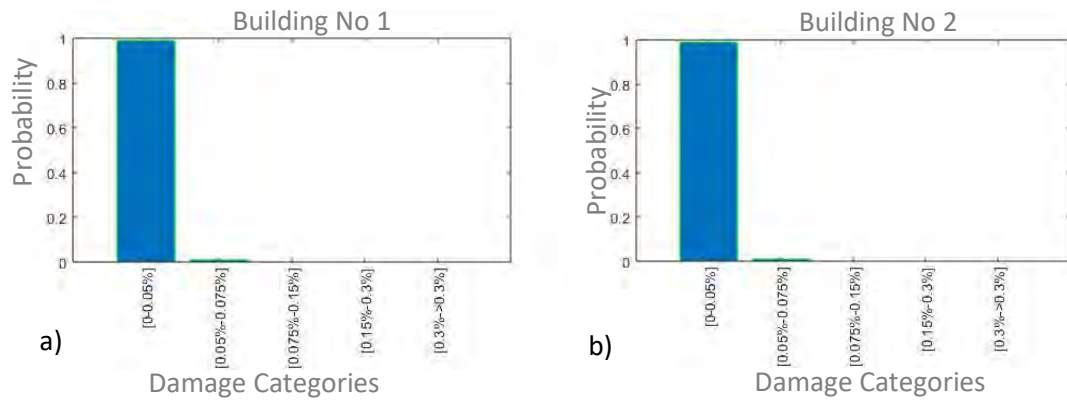 Building No 1
Probability
1
0.8
0.6
0.4
0.2
0
[0-0.05%]
[0.05%-0.075%]
[0.075%-0.15%]
[0.15%-0.3%]
[0.3%->0.3%]
a)
Damage Categories
Building No 2
Probability
1
0.8
0.6
0.4
0.2
0
[0-0.05%]
[0.05%-0.075%]
[0.075%-0.15%]
[0.15%-0.3%]
[0.3%->0.3%]
b)
Damage Categories